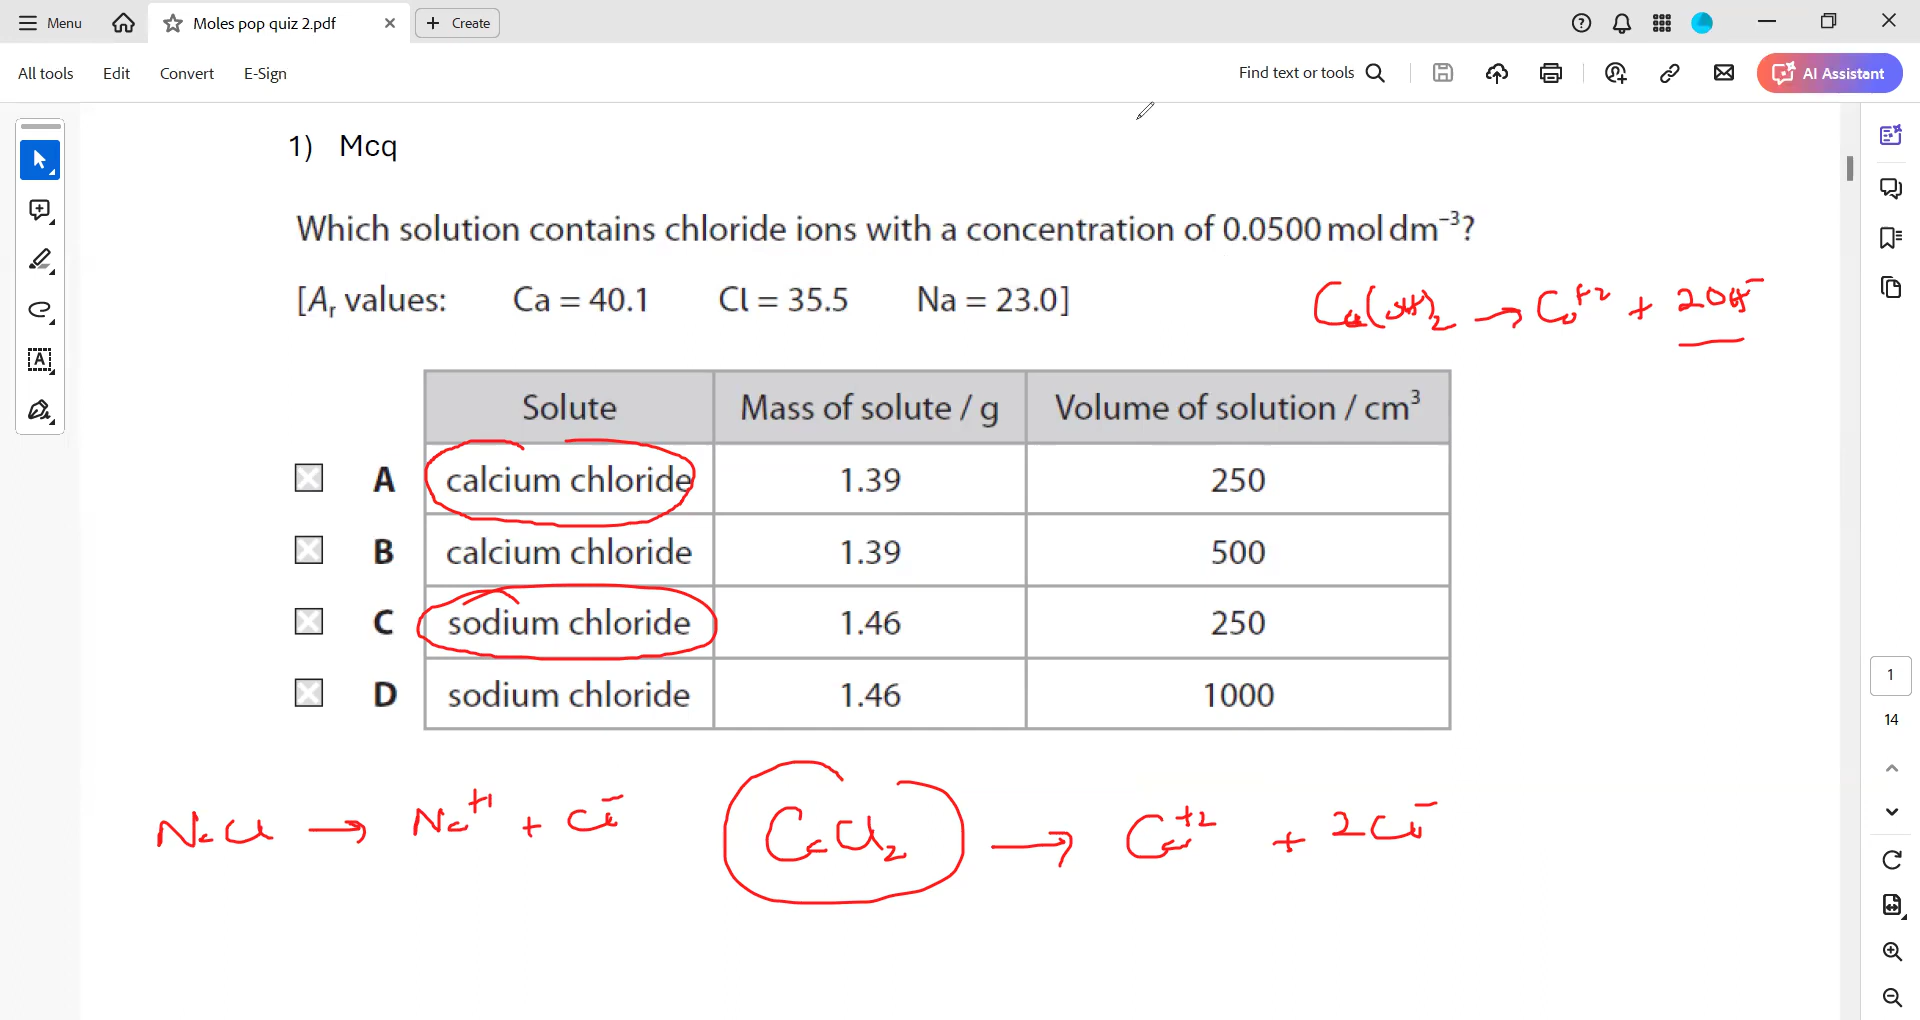 Menu Moles pop quiz 2.pdf Create
All tools Edit Convert E-Sign Find text or tools AI Assistant
1) Mcq
Which solution contains chloride ions with a concentration of 0.0500 mol dm⁻³?
[Aᵣ values: Ca = 40.1 Cl = 35.5 Na = 23.0]
Ca(OH)₂ → Ca⁺² + 2OH⁻
Solute Mass of solute / g Volume of solution / cm³
A calcium chloride 1.39 250
B calcium chloride 1.39 500
C sodium chloride 1.46 250
D sodium chloride 1.46 1000
1
14
NaCl → Na⁺¹ + Cl⁻ CaCl₂ → Ca⁺² + 2Cl⁻